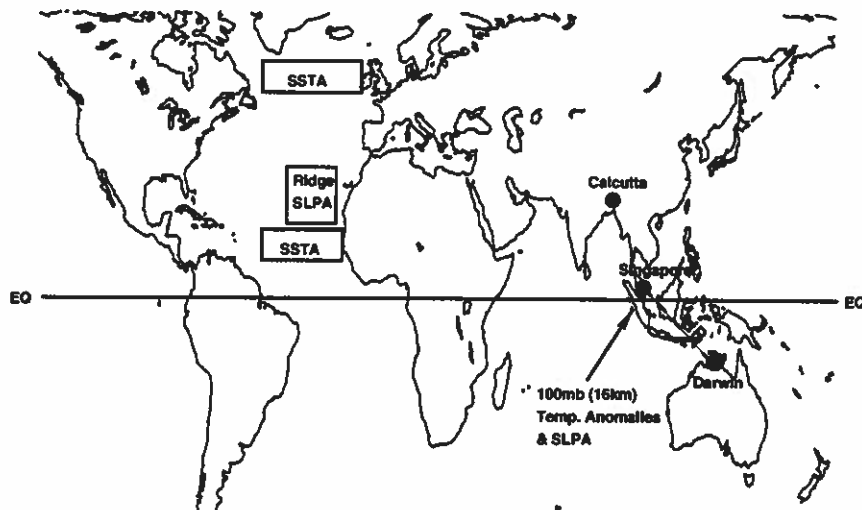 SSTA
Ridge
SLPA
Calcutta
SSTA
Singapore
EQ
EQ
Darwin
100mb (16km)
Temp. Anomalies
& SLPA